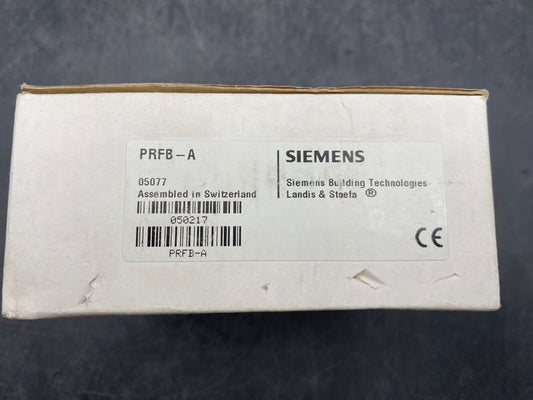 PRFB-A
05077
Assembled in Switzerland
050217
PRFB-A
SIEMENS
Siemens Building Technologies
Landis & Staefa ®
CE